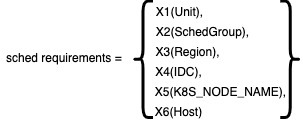 X1(Unit),
X2(SchedGroup),
X3(Region),
sched requirements =
X4(IDC),
X5(K8S_NODE_NAME),
X6(Host)